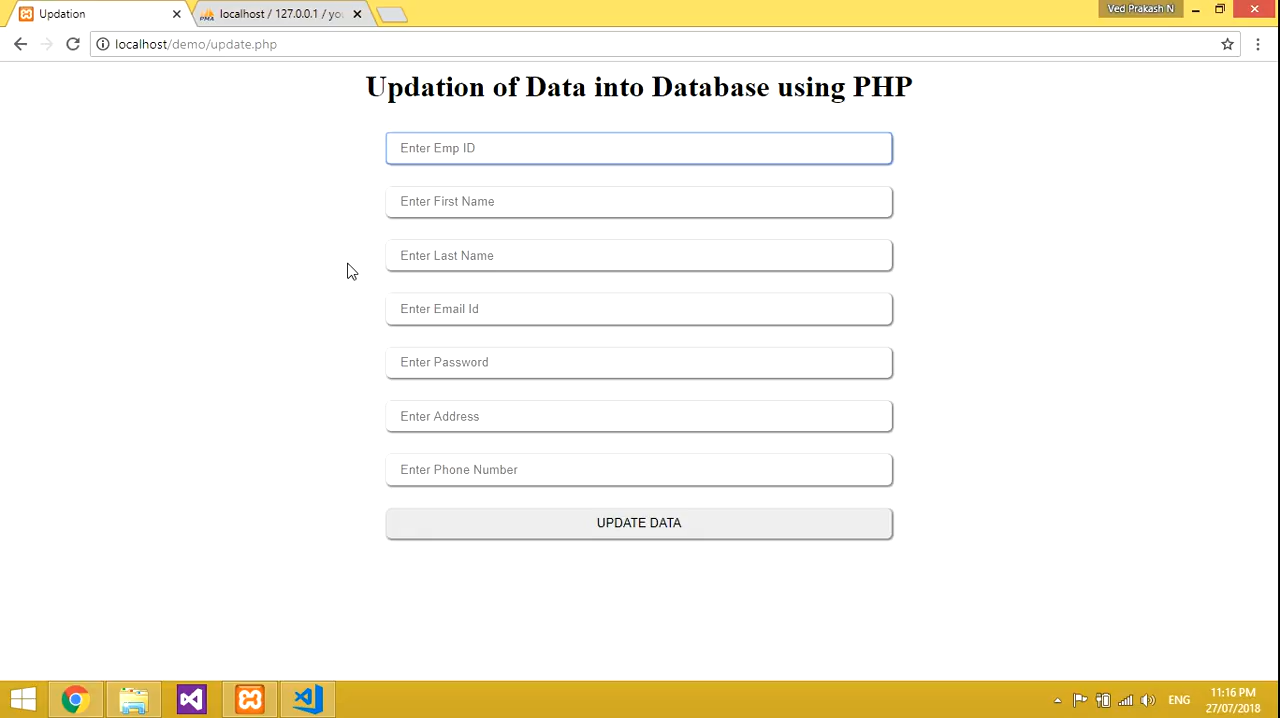 Updation
localhost / 127.0.0.1 / you
Ved Prakash N
localhost/demo/update.php
Updation of Data into Database using PHP
Enter Emp ID
Enter First Name
Enter Last Name
Enter Email Id
Enter Password
Enter Address
Enter Phone Number
UPDATE DATA
ENG
11:16 PM
27/07/2018